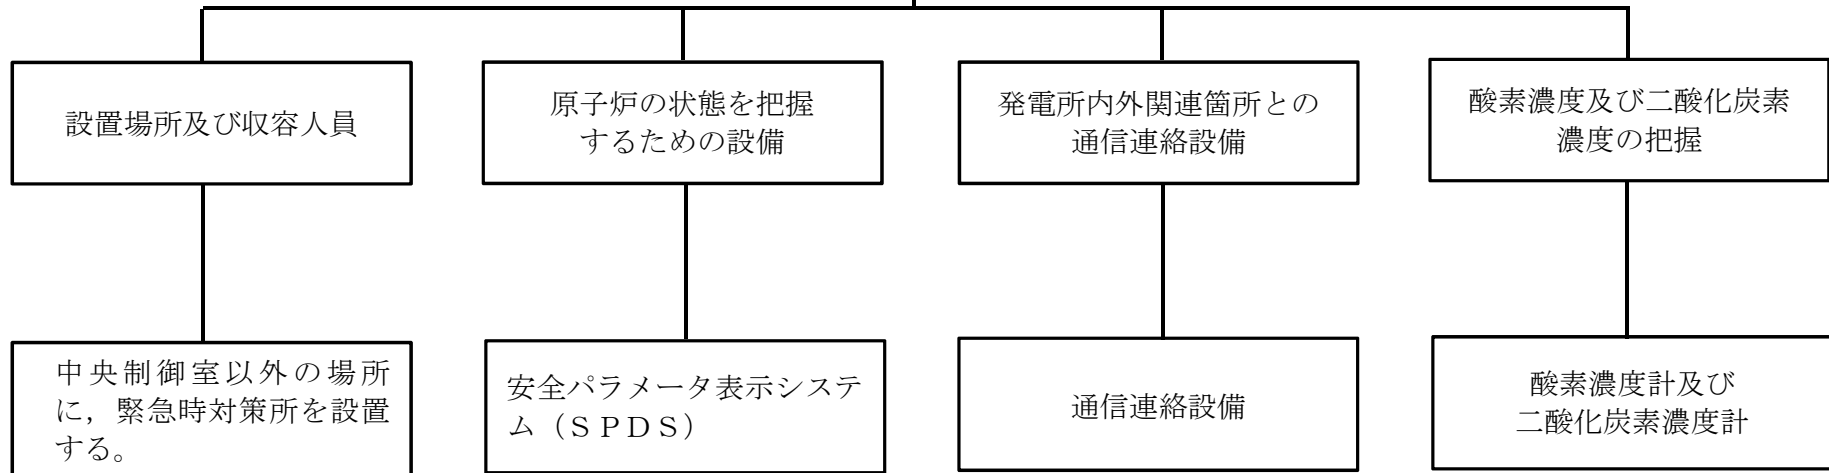 設置場所及び収容人員
原子炉の状態を把握
するための設備
発電所内外関連箇所との
通信連絡設備
酸素濃度及び二酸化炭素
濃度の把握
中央制御室以外の場所
に，緊急時対策所を設置
する。
安全パラメータ表示システ
ム（ＳＰＤＳ）
通信連絡設備
酸素濃度計及び
二酸化炭素濃度計